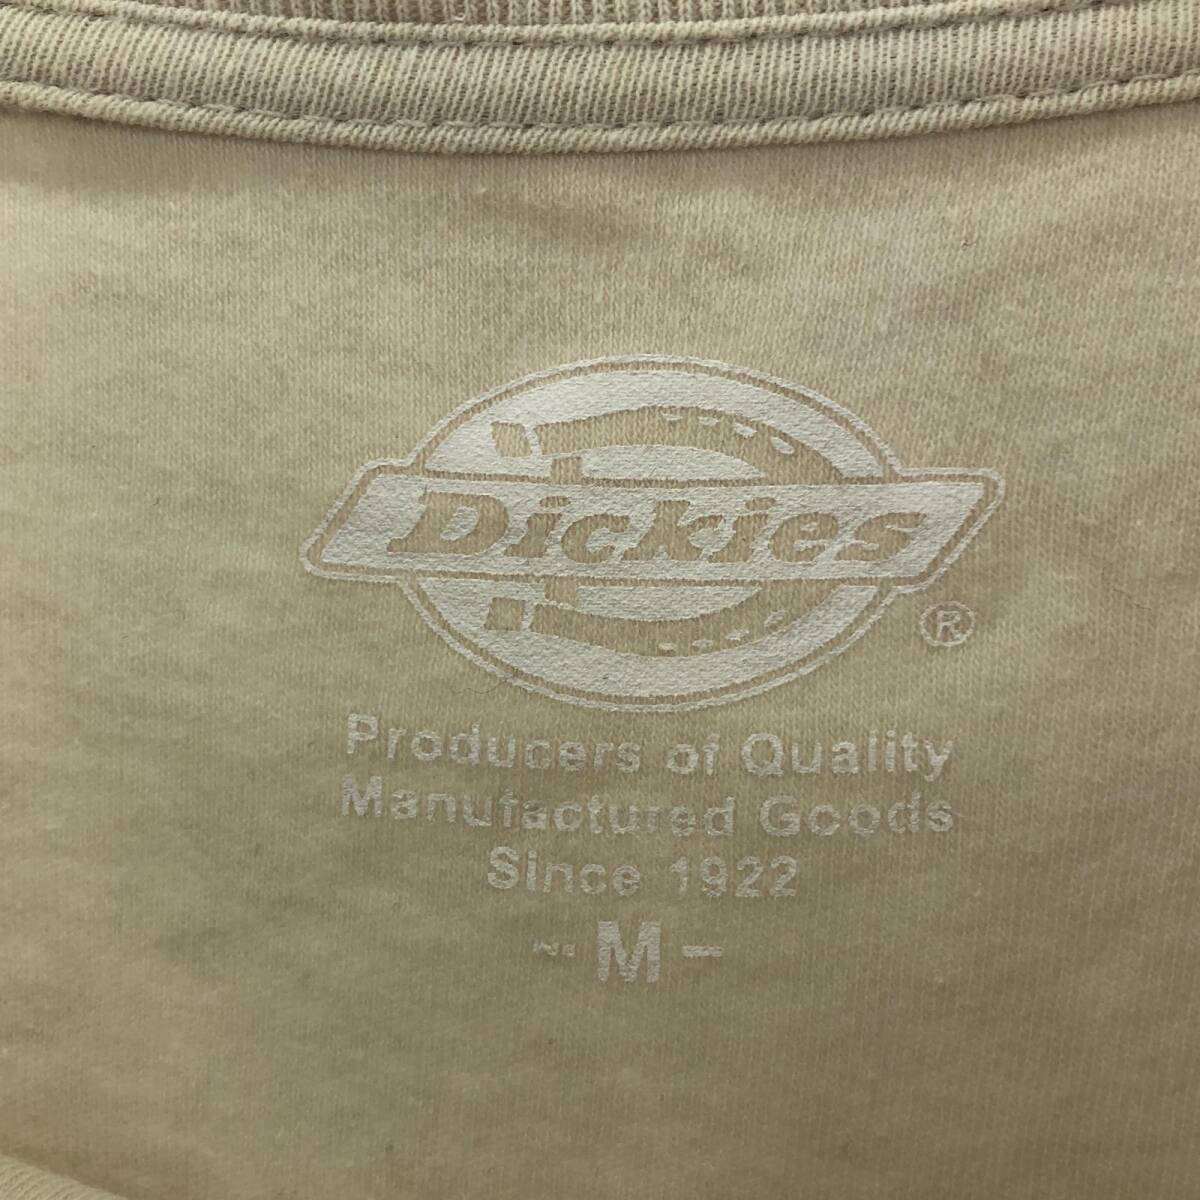 Dickies
®
Producers of Quality
Manufactured Goods
Since 1922
- M -